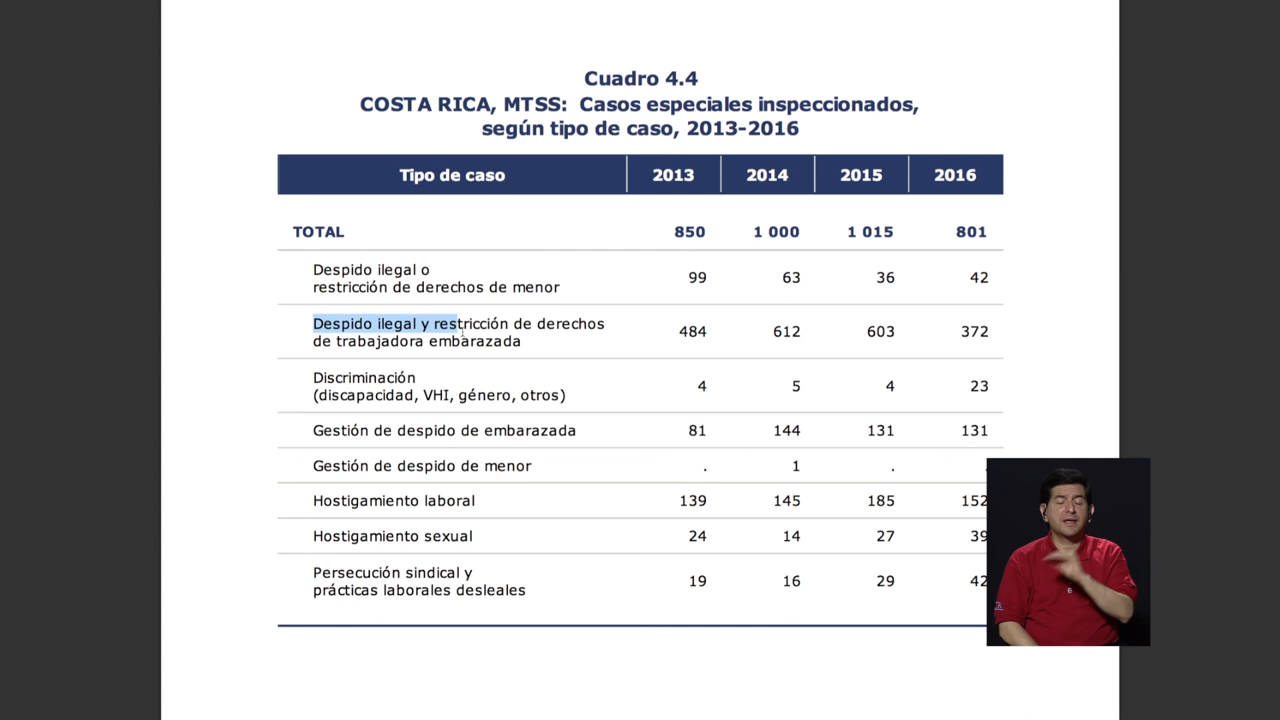 Cuadro 4.4
COSTA RICA, MTSS: Casos especiales inspeccionados,
según tipo de caso, 2013-2016
Tipo de caso 2013 2014 2015 2016
TOTAL 850 1 000 1 015 801
Despido ilegal o
restricción de derechos de menor 99 63 36 42
Despido ilegal y restricción de derechos
de trabajadora embarazada 484 612 603 372
Discriminación
(discapacidad, VHI, género, otros) 4 5 4 23
Gestión de despido de embarazada 81 144 131 131
Gestión de despido de menor . 1 . .
Hostigamiento laboral 139 145 185 152
Hostigamiento sexual 24 14 27 39
Persecución sindical y
prácticas laborales desleales 19 16 29 42